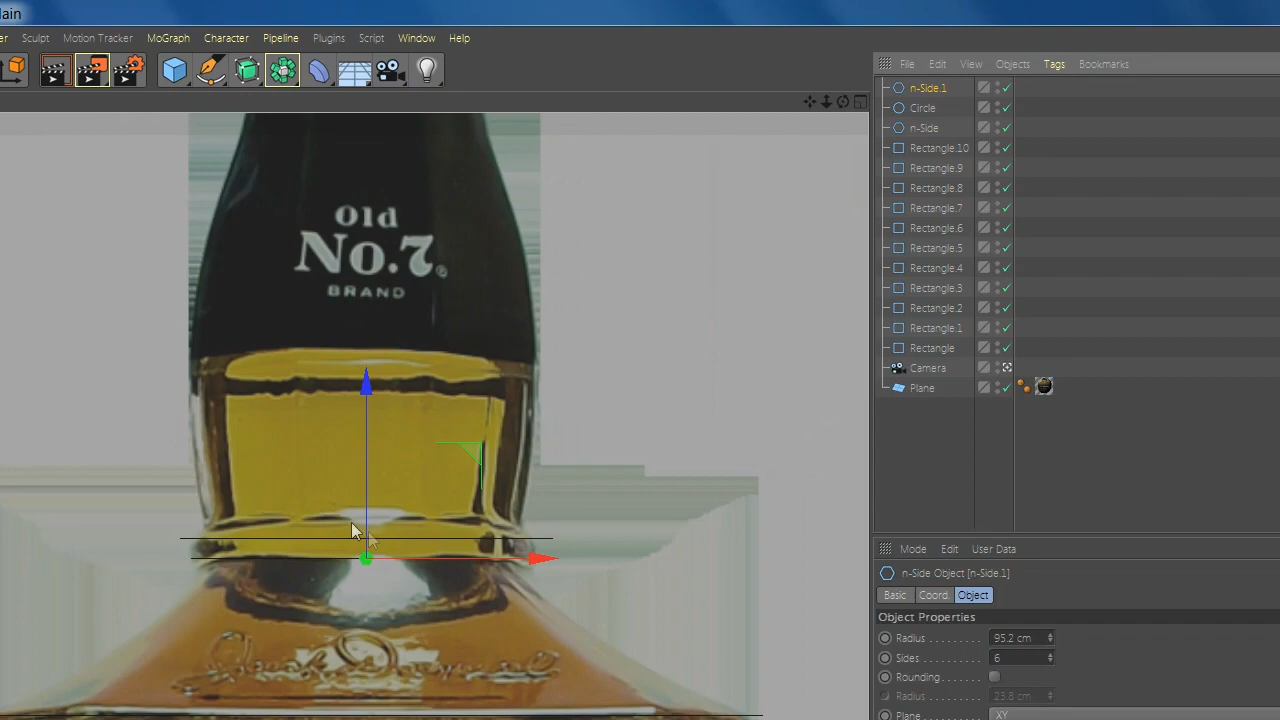 ain
er Sculpt Motion Tracker MoGraph Character Pipeline Plugins Script Window Help
File Edit View Objects Tags Bookmarks
n-Side.1
Circle
n-Side
Rectangle.10
Rectangle.9
Rectangle.8
Rectangle.7
Rectangle.6
Rectangle.5
Rectangle.4
Rectangle.3
Rectangle.2
Rectangle.1
Rectangle
Camera
Plane
Old
No.7®
BRAND
Mode Edit User Data
n-Side Object [n-Side.1]
Basic Coord. Object
Object Properties
Radius 95.2 cm
Sides 6
Rounding
Radius 23.8 cm
Plane XY